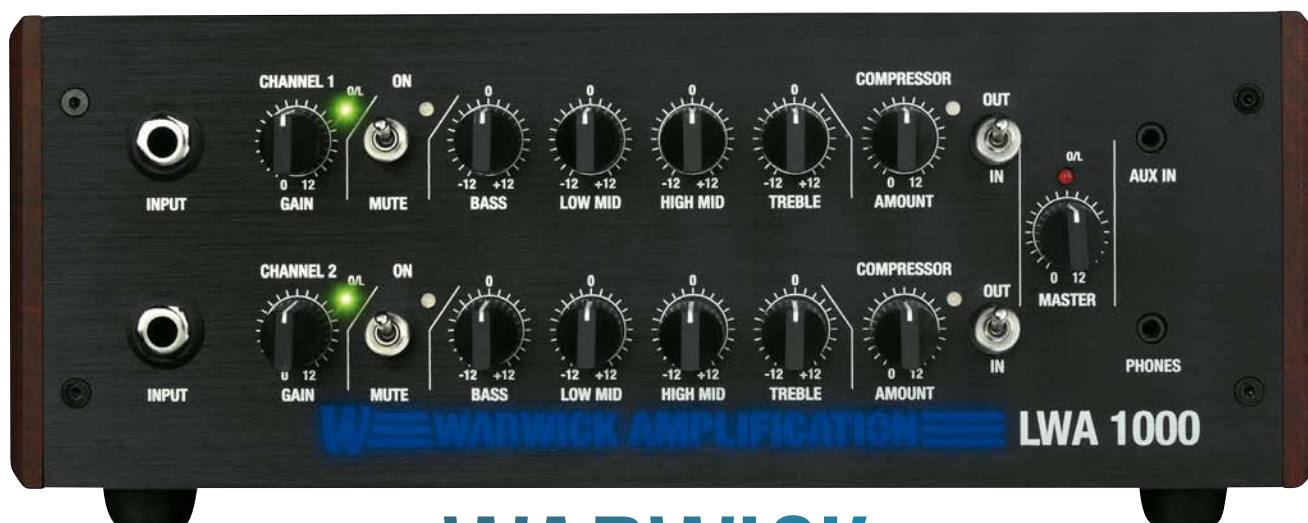 CHANNEL 1 O/L ON 0 0 0 0 COMPRESSOR OUT
0 12 -12 +12 -12 +12 -12 +12 -12 +12 0 12 IN O/L AUX IN
INPUT GAIN MUTE BASS LOW MID HIGH MID TREBLE AMOUNT
CHANNEL 2 O/L ON 0 0 0 0 COMPRESSOR OUT 0 12
MASTER
0 12 -12 +12 -12 +12 -12 +12 -12 +12 0 12 IN PHONES
INPUT GAIN MUTE BASS LOW MID HIGH MID TREBLE AMOUNT
W WARWICK AMPLIFICATION LWA 1000
WARWICK